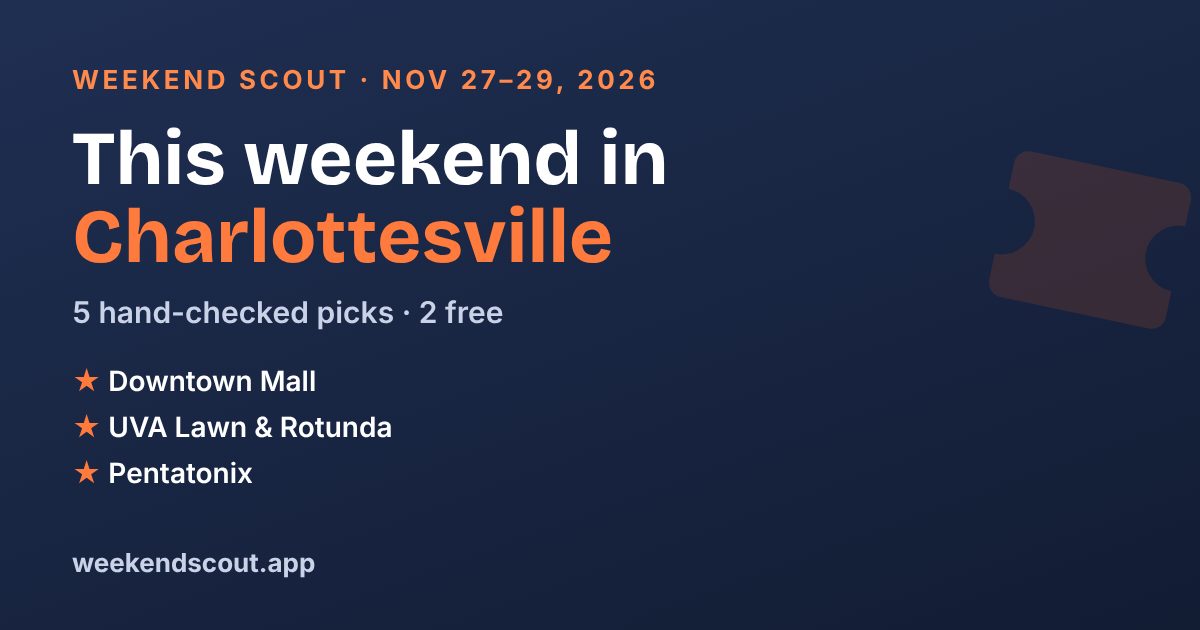 WEEKEND SCOUT · NOV 27–29, 2026
This weekend in
Charlottesville
5 hand-checked picks · 2 free
★ Downtown Mall
★ UVA Lawn & Rotunda
★ Pentatonix
weekendscout.app